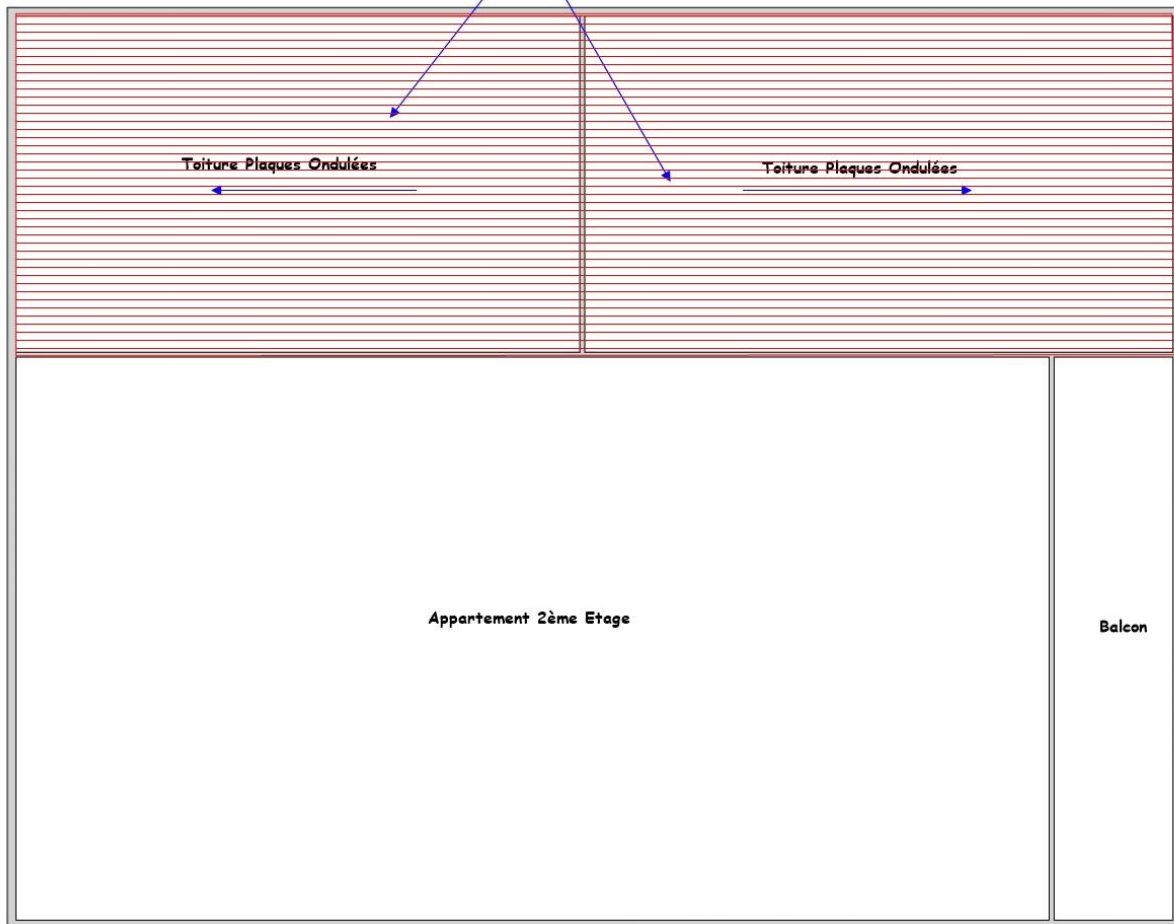 Toiture Plaques Ondulées
Toiture Plaques Ondulées
Appartement 2ème Etage
Balcon